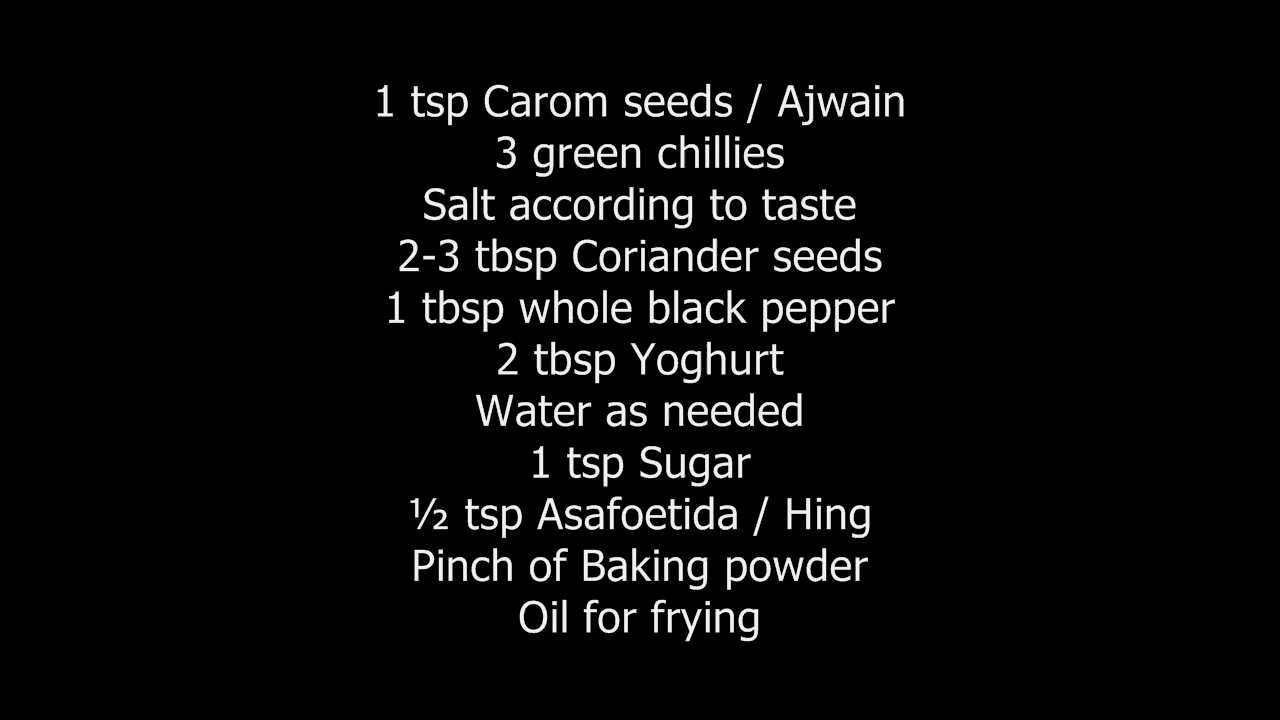 1 tsp Carom seeds / Ajwain
3 green chillies
Salt according to taste
2-3 tbsp Coriander seeds
1 tbsp whole black pepper
2 tbsp Yoghurt
Water as needed
1 tsp Sugar
½ tsp Asafoetida / Hing
Pinch of Baking powder
Oil for frying